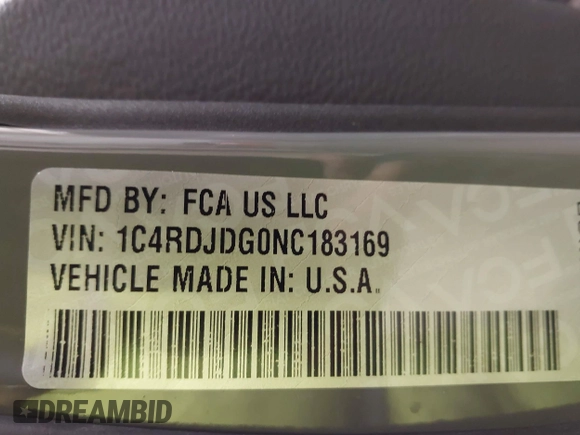 MFD BY: FCA US LLC
VIN: 1C4RDJDG0NC183169
VEHICLE MADE IN: U.S.A.
DREAMBID